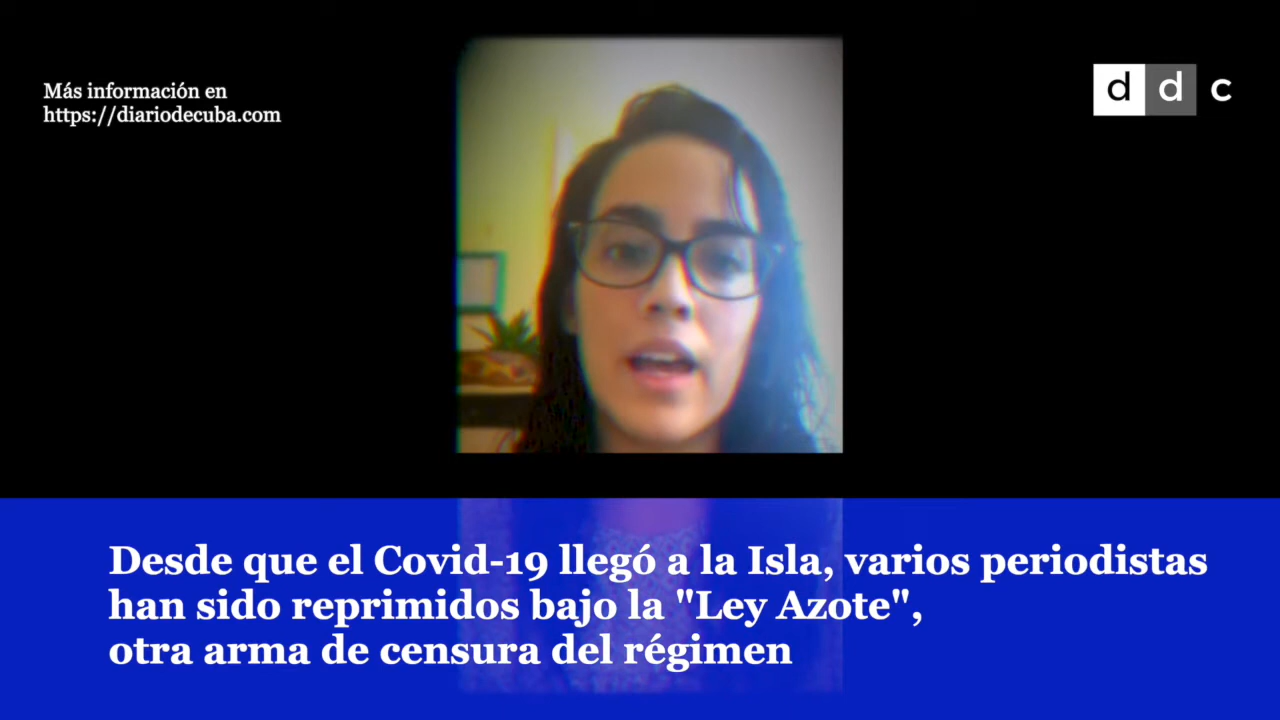 Más información en
https://diariodecuba.com
d d c
Desde que el Covid-19 llegó a la Isla, varios periodistas
han sido reprimidos bajo la "Ley Azote",
otra arma de censura del régimen